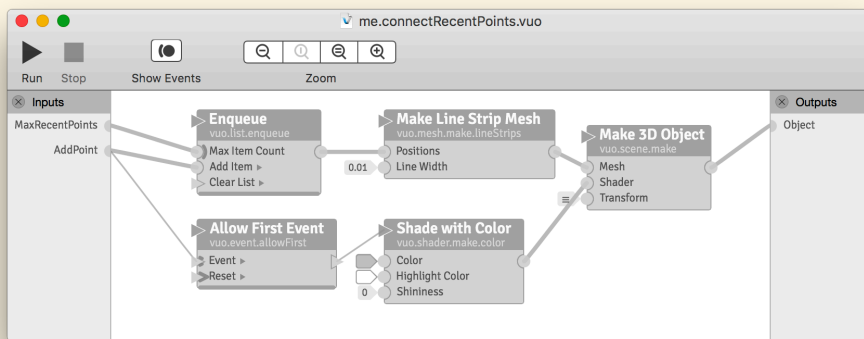 me.connectRecentPoints.vuo
Run
Stop
Show Events
Zoom
Inputs
MaxRecentPoints
AddPoint
Enqueue
vuo.list.enqueue
Max Item Count
Add Item
Clear List
Make Line Strip Mesh
vuo.mesh.make.lineStrips
Positions
0.01
Line Width
Make 3D Object
vuo.scene.make
Mesh
Shader
Transform
Allow First Event
vuo.event.allowFirst
Event
Reset
Shade with Color
vuo.shader.make.color
Color
Highlight Color
0
Shininess
Outputs
Object